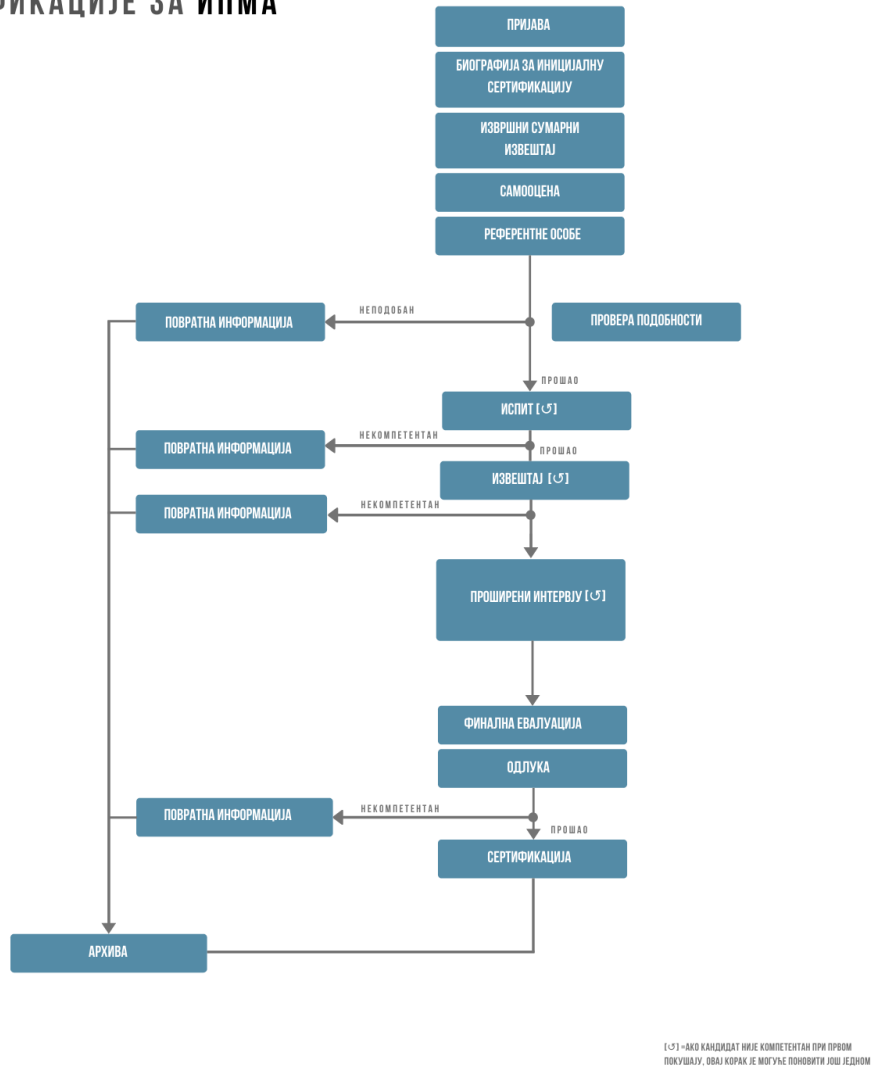 ФИКАЦИЈЕ ЗА ИПМА
ПРИЈАВА
БИОГРАФИЈА ЗА ИНИЦИЈАЛНУ
СЕРТИФИКАЦИЈУ
ИЗВРШНИ СУМАРНИ
ИЗВЕШТАЈ
САМООЦЕНА
РЕФЕРЕНТНЕ ОСОБЕ
ПОВРАТНА ИНФОРМАЦИЈА
НЕПОДОБАН
ПРОВЕРА ПОДОБНОСТИ
ПРОШАО
ИСПИТ [↺]
ПОВРАТНА ИНФОРМАЦИЈА
НЕКОМПЕТЕНТАН
ПРОШАО
ИЗВЕШТАЈ [↺]
ПОВРАТНА ИНФОРМАЦИЈА
НЕКОМПЕТЕНТАН
ПРОШИРЕНИ ИНТЕРВЈУ [↺]
ФИНАЛНА ЕВАЛУАЦИЈА
ОДЛУКА
ПОВРАТНА ИНФОРМАЦИЈА
НЕКОМПЕТЕНТАН
ПРОШАО
СЕРТИФИКАЦИЈА
АРХИВА
[↺] =АКО КАНДИДАТ НИЈЕ КОМПЕТЕНТАН ПРИ ПРВОМ
ПОКУШАЈУ, ОВАЈ КОРАК ЈЕ МОГУЋЕ ПОНОВИТИ ЈОШ ЈЕДНОМ